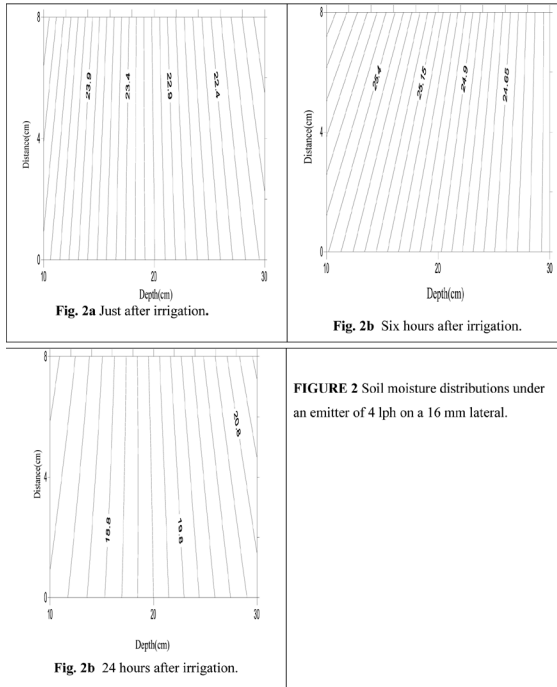 8
23.9
23.4
22.9
22.4
Distance(cm)
4
0
10
20
30
Depth(cm)
Fig. 2a Just after irrigation.
8
25.4
25.15
24.9
24.65
Distance(cm)
4
0
10
20
30
Depth(cm)
Fig. 2b Six hours after irrigation.
8
20.8
Distance(cm)
4
18.8
19.8
0
10
20
30
Depth(cm)
Fig. 2b 24 hours after irrigation.
FIGURE 2 Soil moisture distributions under
an emitter of 4 lph on a 16 mm lateral.